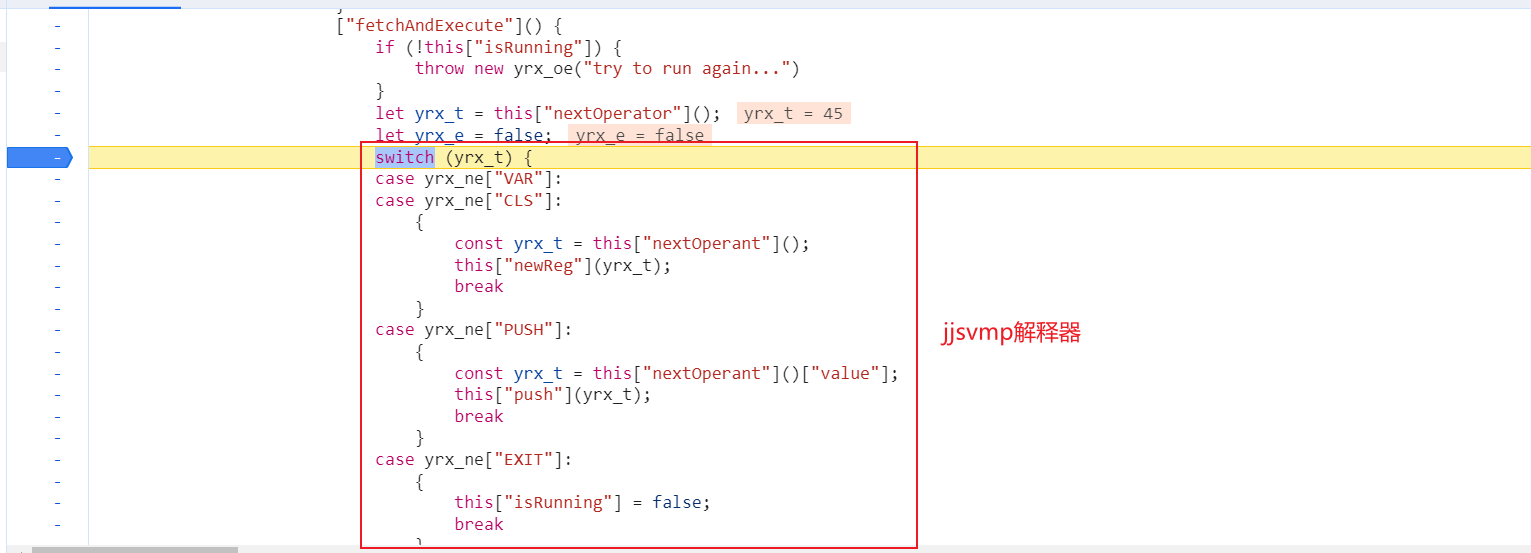 ["fetchAndExecute"]() {
if (!this["isRunning"]) {
throw new yrx_oe("try to run again...")
}
let yrx_t = this["nextOperator"](); yrx_t = 45
let yrx_e = false; yrx_e = false
switch (yrx_t) {
case yrx_ne["VAR"]:
case yrx_ne["CLS"]:
{
const yrx_t = this["nextOperant"]();
this["newReg"](yrx_t);
break
}
case yrx_ne["PUSH"]:
{
const yrx_t = this["nextOperant"]()["value"];
this["push"](yrx_t);
break
}
case yrx_ne["EXIT"]:
{
this["isRunning"] = false;
break
jjsvmp解释器